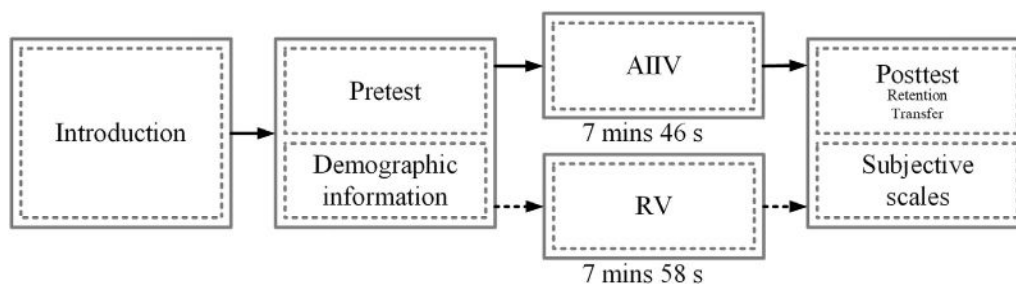 Introduction
Pretest
Demographic
information
AIIV
7 mins 46 s
RV
7 mins 58 s
Posttest
Retention
Transfer
Subjective
scales